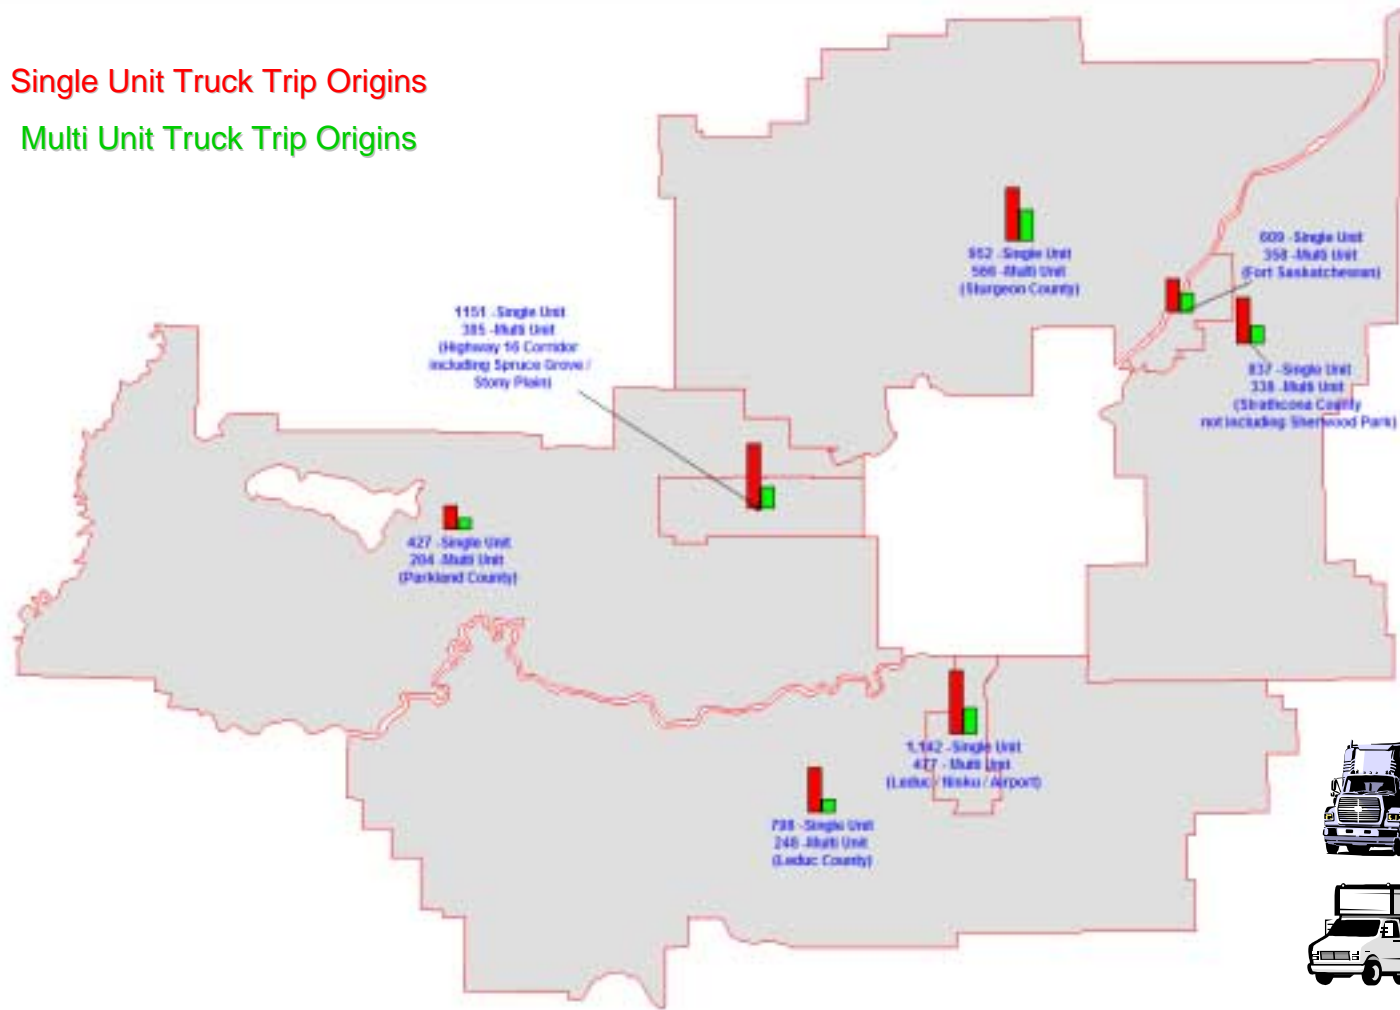 Single Unit Truck Trip Origins
Multi Unit Truck Trip Origins
952 -Single Unit
566 -Multi Unit
(Sturgeon County)
609 -Single Unit
358 -Multi Unit
(Fort Saskatchewan)
1151 -Single Unit
385 -Multi Unit
(Highway 16 Corridor
including Spruce Grove /
Stony Plain)
837 -Single Unit
338 -Multi Unit
(Strathcona County
not including Sherwood Park)
427 -Single Unit
204 -Multi Unit
(Parkland County)
1,142 -Single Unit
477 - Multi Unit
(Leduc / Nisku / Airport)
798 -Single Unit
248 -Multi Unit
(Leduc County)